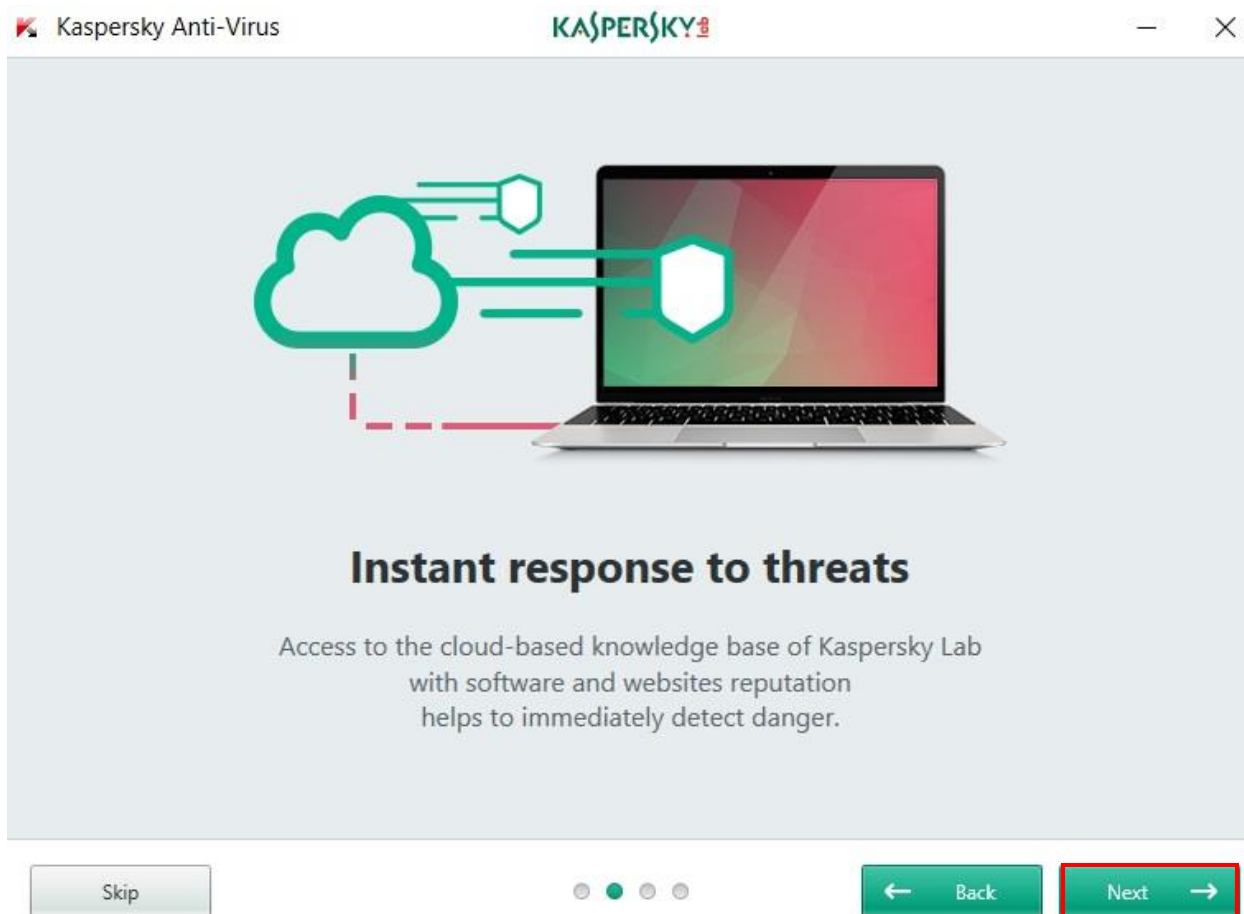 Kaspersky Anti-Virus
KASPERSKY lab
Instant response to threats
Access to the cloud-based knowledge base of Kaspersky Lab
with software and websites reputation
helps to immediately detect danger.
Skip
Back
Next